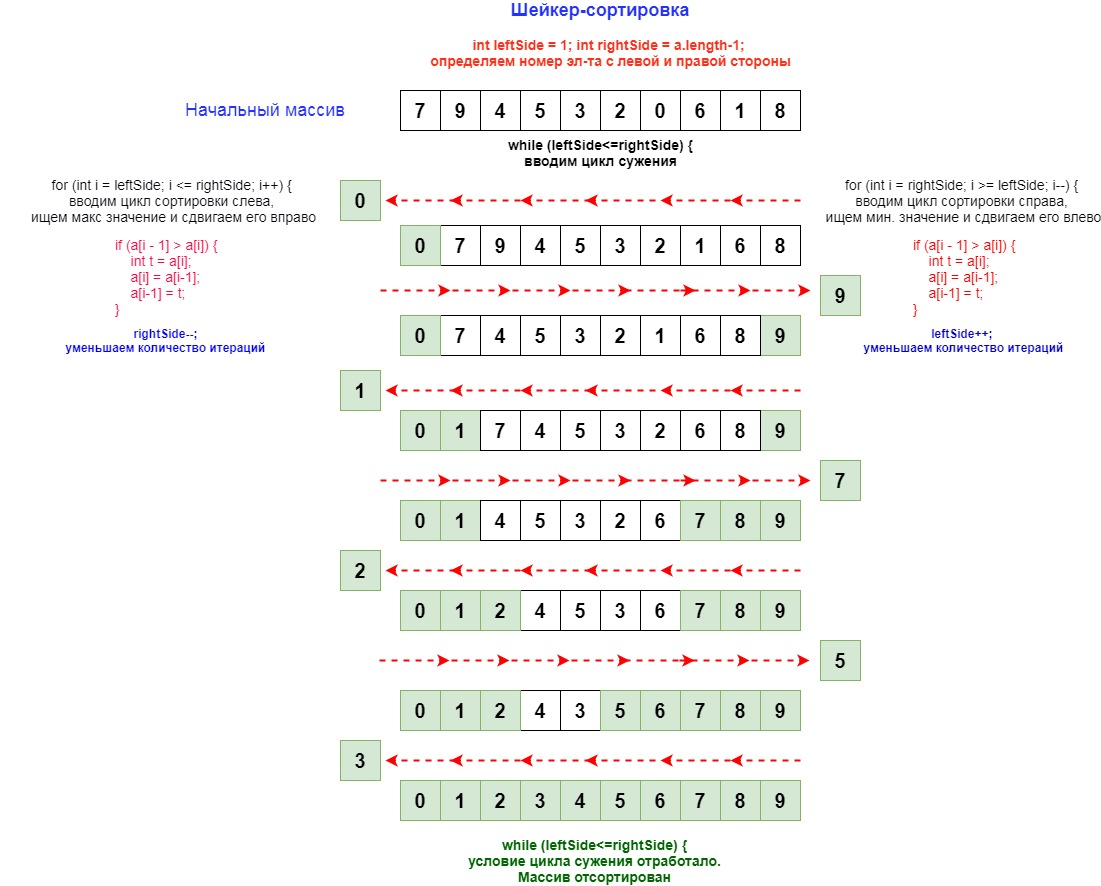 Шейкер-сортировка
int leftSide = 1; int rightSide = a.length-1;
определяем номер эл-та с левой и правой стороны
Начальный массив
7 9 4 5 3 2 0 6 1 8
while (leftSide<=rightSide) {
вводим цикл сужения
for (int i = leftSide; i <= rightSide; i++) {
вводим цикл сортировки слева,
ищем макс значение и сдвигаем его вправо
if (a[i - 1] > a[i]) {
int t = a[i];
a[i] = a[i-1];
a[i-1] = t;
}
rightSide--;
уменьшаем количество итераций
for (int i = rightSide; i >= leftSide; i--) {
вводим цикл сортировки справа,
ищем мин. значение и сдвигаем его влево
if (a[i - 1] > a[i]) {
int t = a[i];
a[i] = a[i-1];
a[i-1] = t;
}
leftSide++;
уменьшаем количество итераций
0
0 7 9 4 5 3 2 1 6 8
9
0 7 4 5 3 2 1 6 8 9
1
0 1 7 4 5 3 2 6 8 9
7
0 1 4 5 3 2 6 7 8 9
2
0 1 2 4 5 3 6 7 8 9
5
0 1 2 4 3 5 6 7 8 9
3
0 1 2 3 4 5 6 7 8 9
while (leftSide<=rightSide) {
условие цикла сужения отработало.
Массив отсортирован